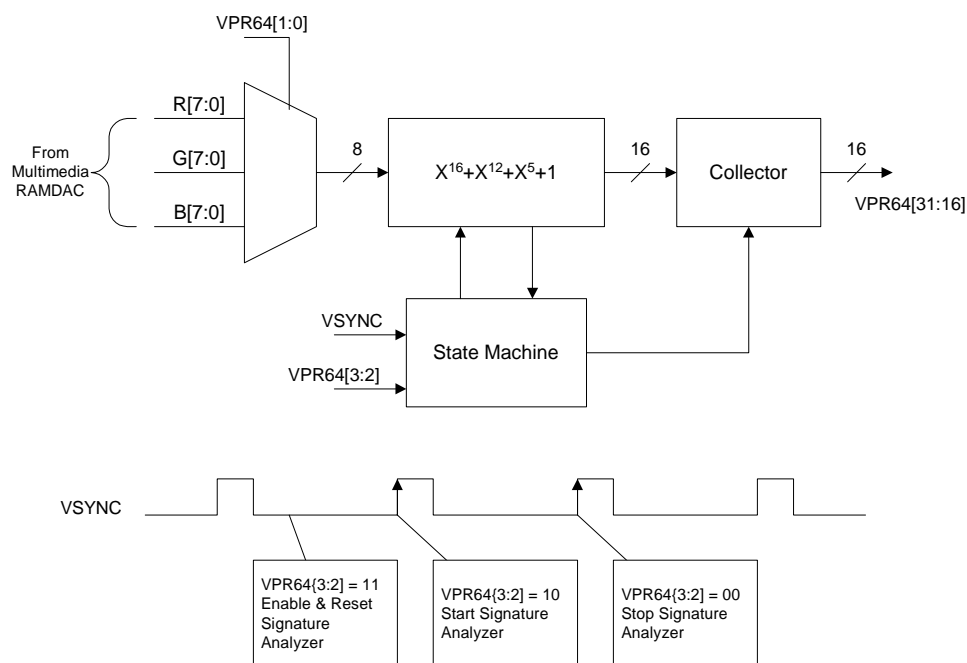 VPR64[1:0]
R[7:0]
From
Multimedia
RAMDAC
G[7:0]
B[7:0]
8
X16+X12+X5+1
16
Collector
16
VPR64[31:16]
VSYNC
VPR64[3:2]
State Machine
VSYNC
VPR64{3:2] = 11
Enable & Reset
Signature
Analyzer
VPR64{3:2] = 10
Start Signature
Analyzer
VPR64{3:2] = 00
Stop Signature
Analyzer